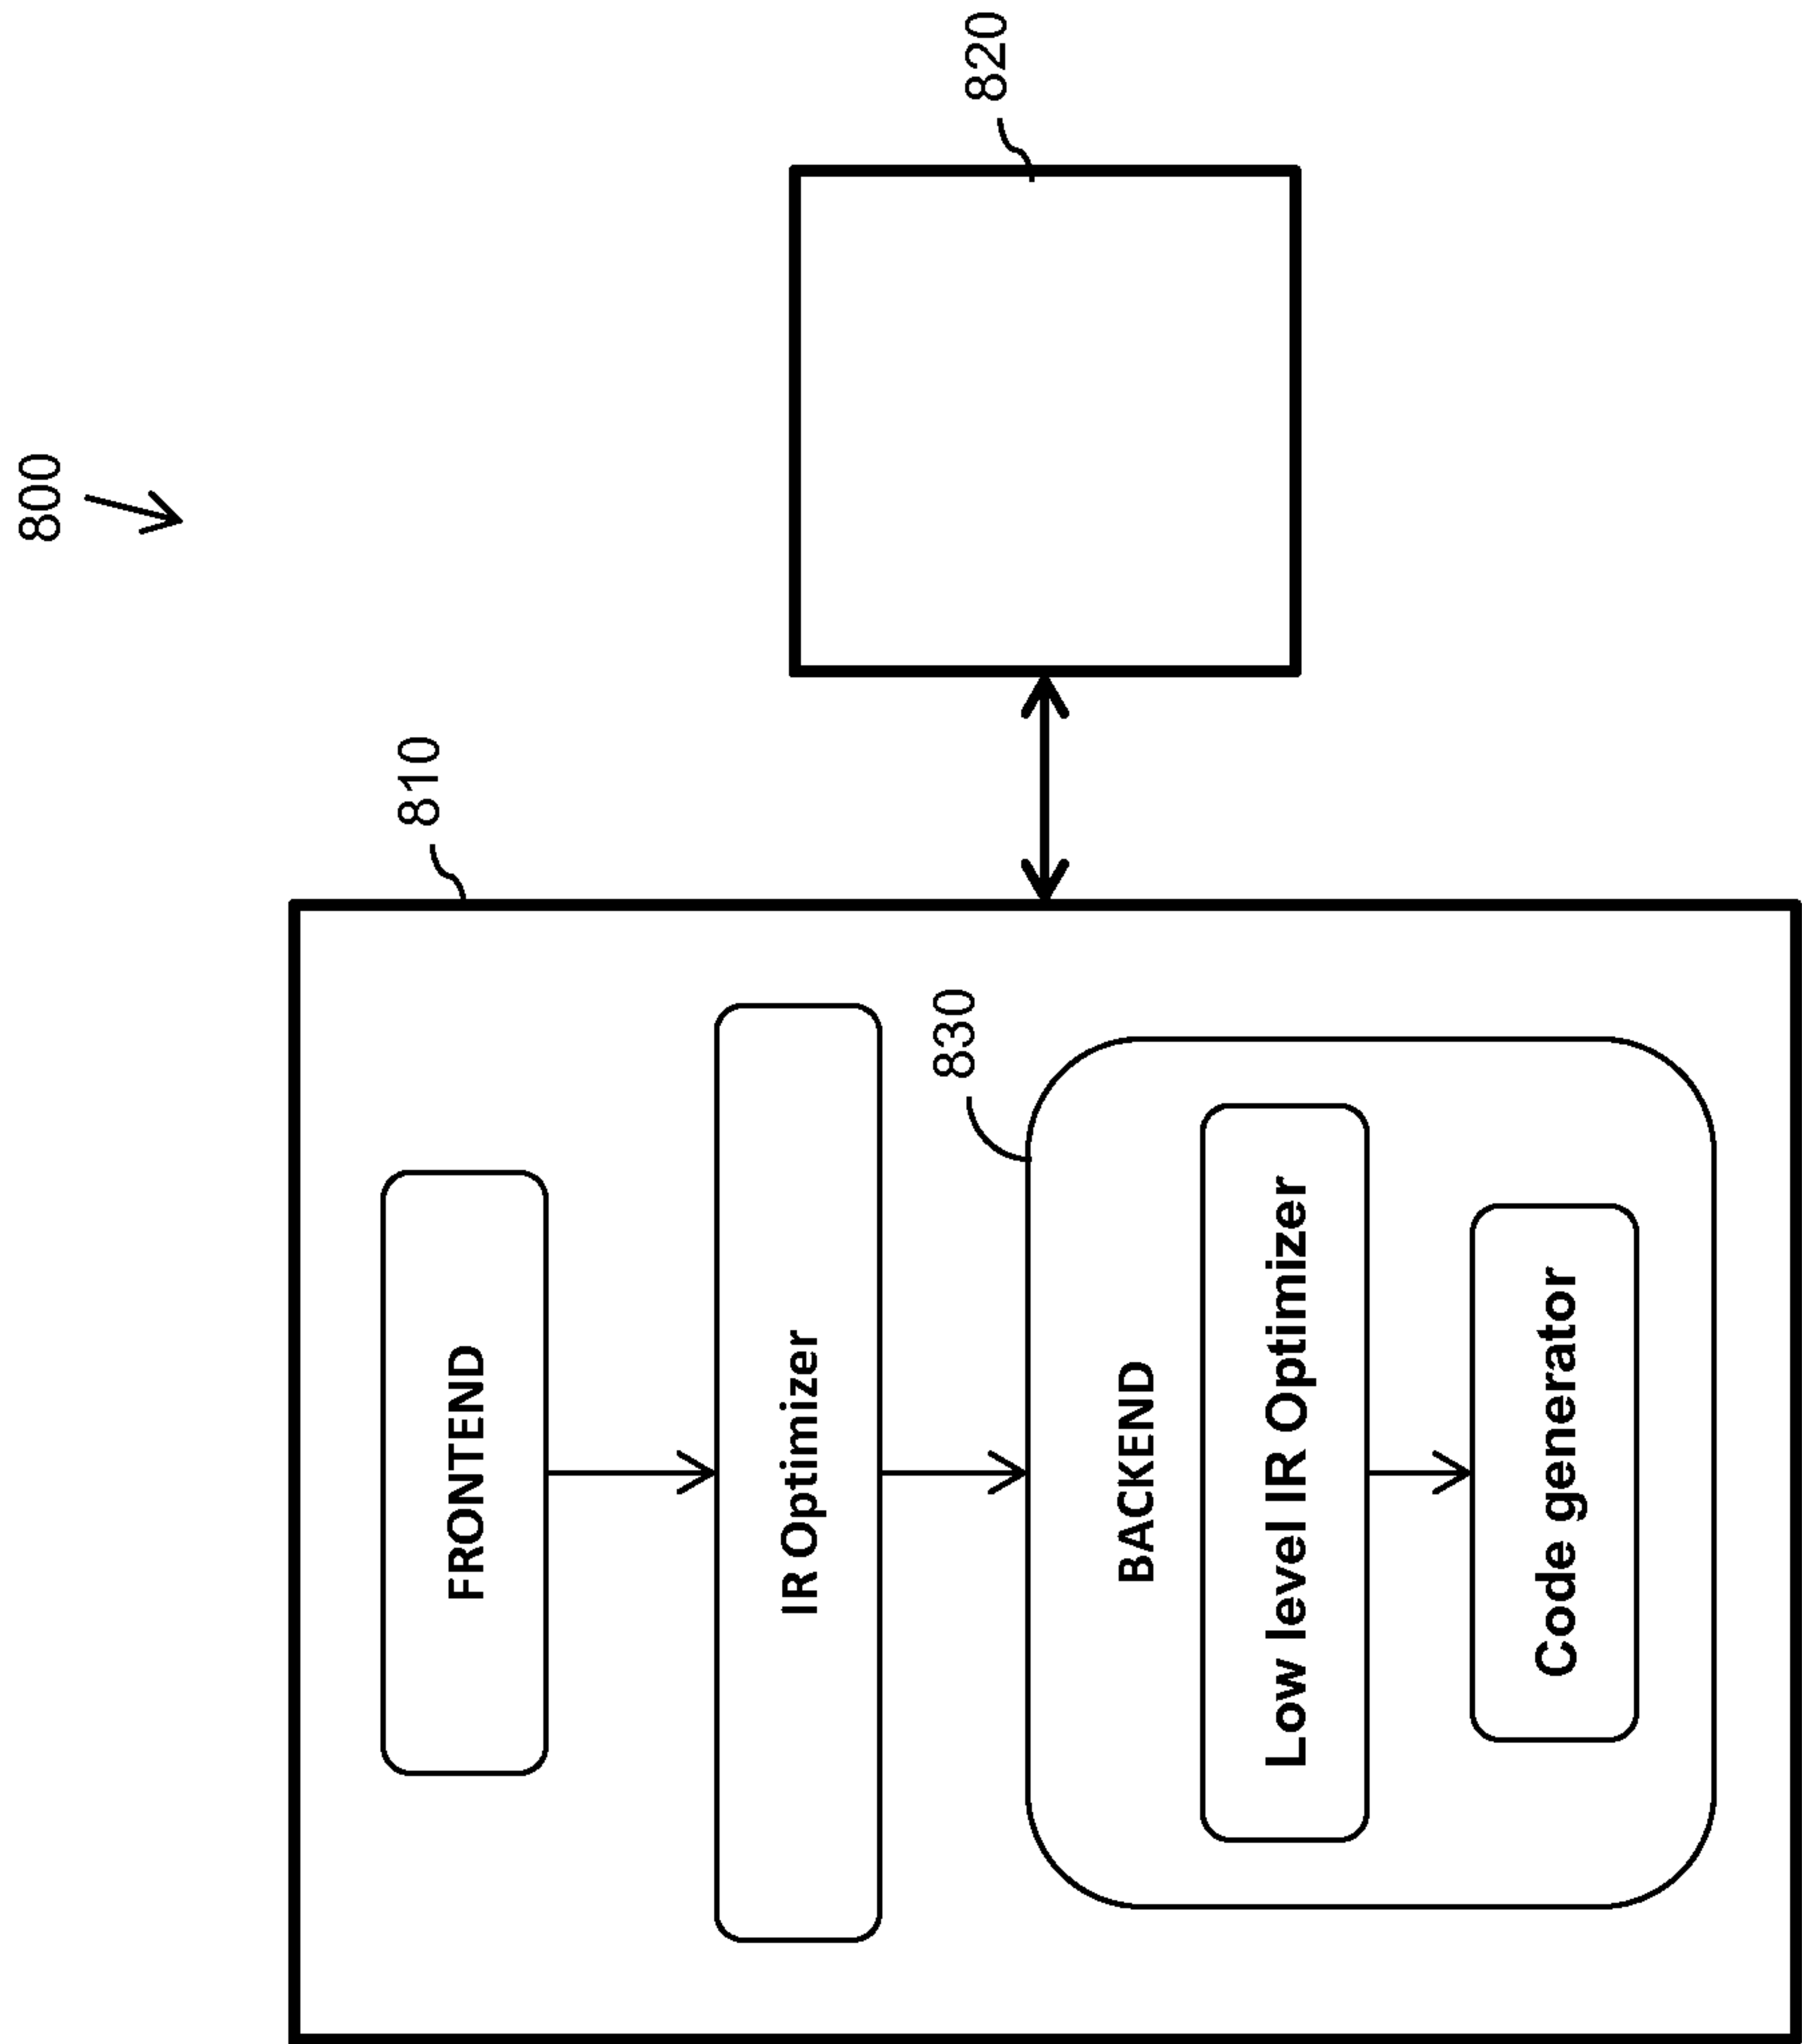 800
810
820
FRONTEND
IR Optimizer
830
BACKEND
Low level IR Optimizer
Code generator